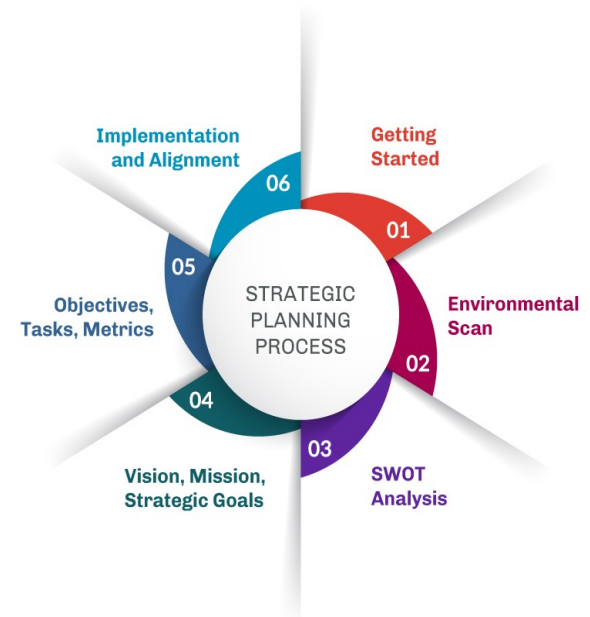 STRATEGIC
PLANNING
PROCESS
01
Getting
Started
02
Environmental
Scan
03
SWOT
Analysis
04
Vision, Mission,
Strategic Goals
05
Objectives,
Tasks, Metrics
06
Implementation
and Alignment